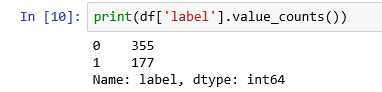 In [10]: print(df['label'].value_counts())
0    355
1    177
Name: label, dtype: int64